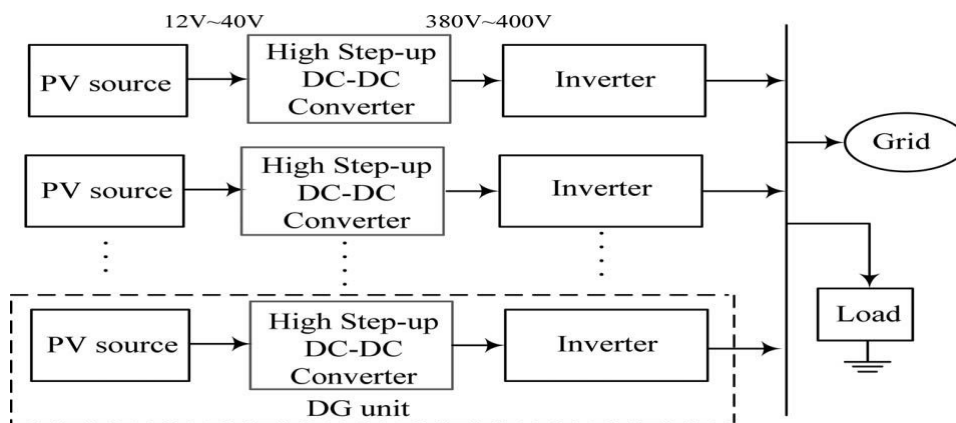 12V~40V
380V~400V
PV source
High Step-up
DC-DC
Converter
Inverter
Grid
PV source
High Step-up
DC-DC
Converter
Inverter
Load
PV source
High Step-up
DC-DC
Converter
Inverter
DG unit